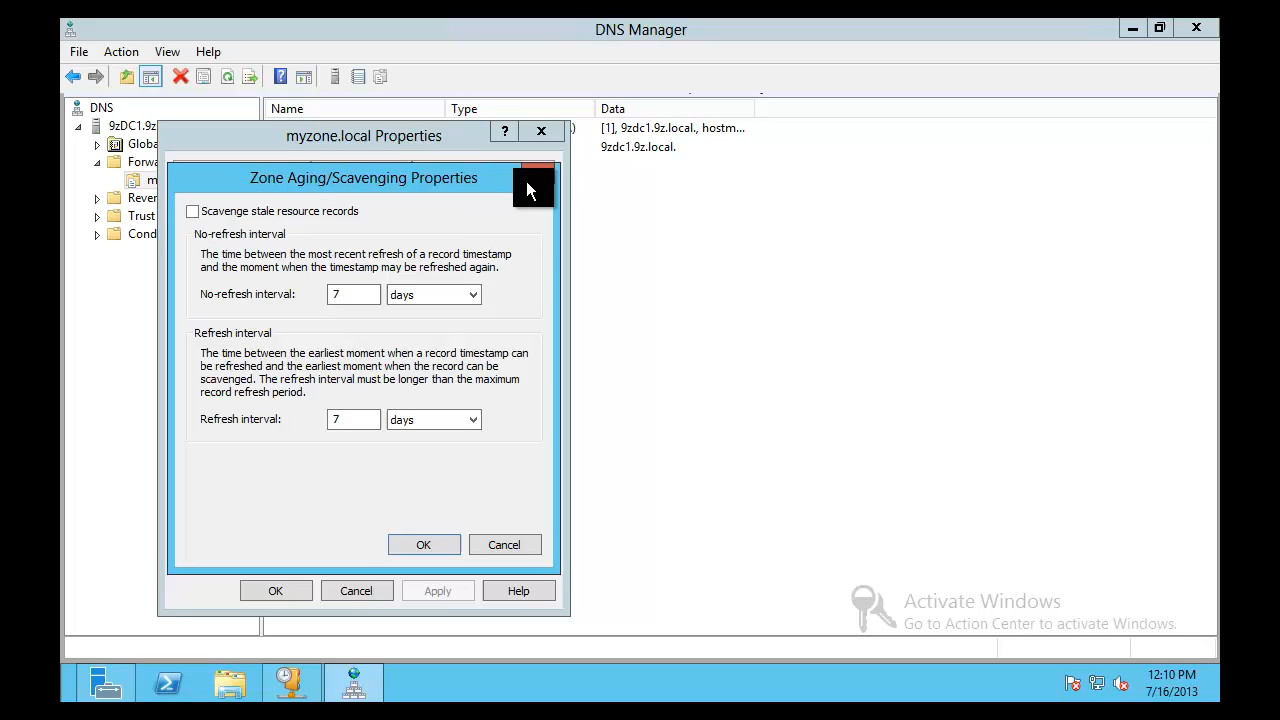 DNS Manager
File Action View Help
DNS
9zDC1.9z
Globa
Forwa
m
Rever
Trust
Cond
Name Type Data
[1], 9zdc1.9z.local., hostm...
9zdc1.9z.local.
myzone.local Properties
Zone Aging/Scavenging Properties
Scavenge stale resource records
No-refresh interval
The time between the most recent refresh of a record timestamp
and the moment when the timestamp may be refreshed again.
No-refresh interval: 7 days
Refresh interval
The time between the earliest moment when a record timestamp can
be refreshed and the earliest moment when the record can be
scavenged. The refresh interval must be longer than the maximum
record refresh period.
Refresh interval: 7 days
OK Cancel
OK Cancel Apply Help
Activate Windows
Go to Action Center to activate Windows.
12:10 PM
7/16/2013